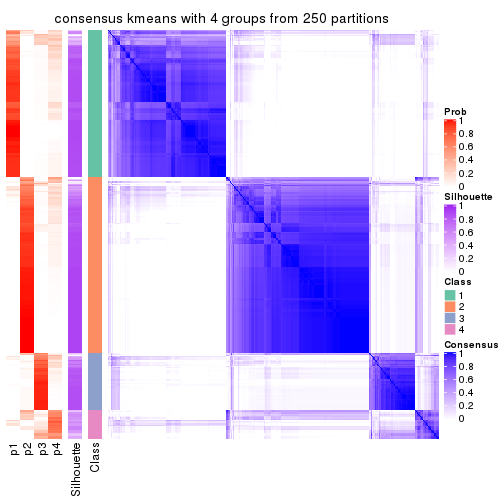 consensus kmeans with 4 groups from 250 partitions
Prob
1
0.8
0.6
0.4
0.2
0
Silhouette
1
0.8
0.6
0.4
0.2
0
Class
1
2
3
4
Consensus
1
0.8
0.6
0.4
0.2
0
p1
p2
p3
p4
Silhouette
Class